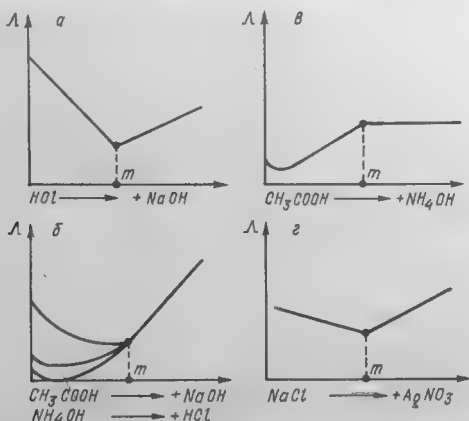 Λ а
m
HCl ⟶ + NaOH
Λ в
m
CH₃COOH ⟶ +NH₄OH
Λ б
m
CH₃COOH ⟶ + NaOH
NH₄OH ⟶ + HCl
Λ г
m
NaCl ⟶ +AgNO₃